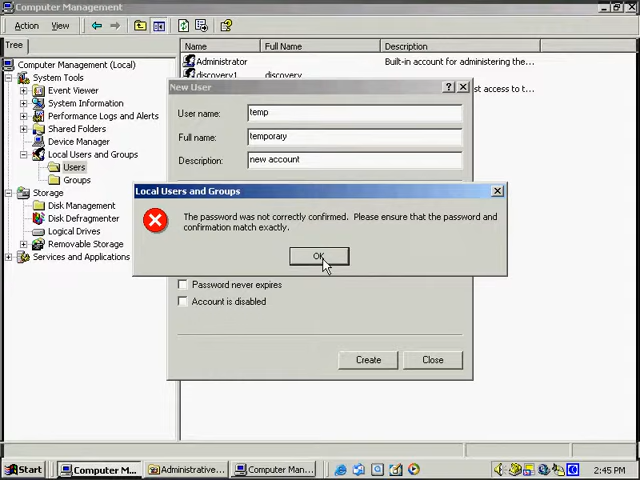 Computer Management
Action View
Tree
Name Full Name Description
Computer Management (Local)
System Tools
Event Viewer
System Information
Performance Logs and Alerts
Shared Folders
Device Manager
Local Users and Groups
Users
Groups
Storage
Disk Management
Disk Defragmenter
Logical Drives
Removable Storage
Services and Applications
Administrator Built-in account for administering the...
discovery1 discovery
st access to t...
New User
User name: temp
Full name: temporary
Description: new account
Local Users and Groups
The password was not correctly confirmed. Please ensure that the password and
confirmation match exactly.
OK
Password never expires
Account is disabled
Create Close
Start Computer M... Administrative... Computer Man... 2:45 PM